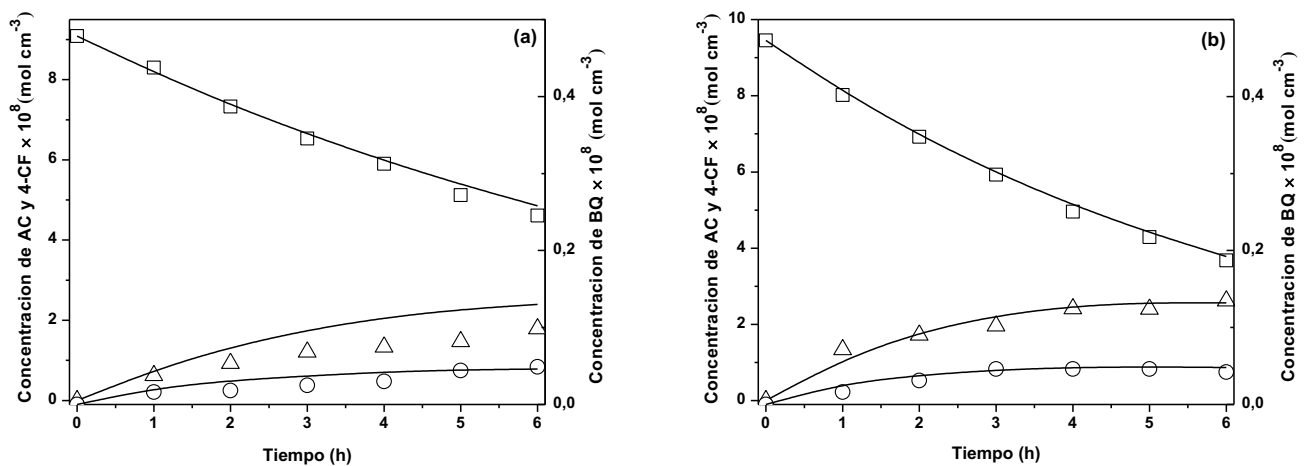 (a)
Concentracion de AC y 4-CF × 10⁸ (mol cm⁻³)
8
6
4
2
0
0 1 2 3 4 5 6
Tiempo (h)
0,4
0,2
0,0
Concentracion de BQ × 10⁸ (mol cm⁻³)
(b)
Concentracion de AC y 4-CF × 10⁸ (mol cm⁻³)
10
8
6
4
2
0
0 1 2 3 4 5 6
Tiempo (h)
0,4
0,2
0,0
Concentracion de BQ × 10⁸ (mol cm⁻³)